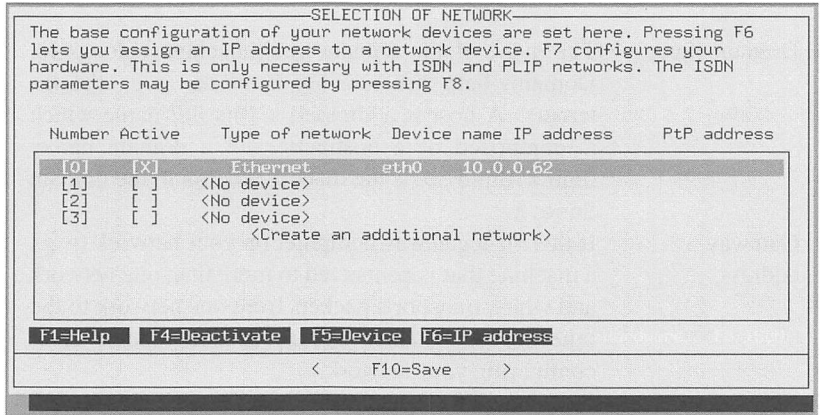 SELECTION OF NETWORK
The base configuration of your network devices are set here. Pressing F6
lets you assign an IP address to a network device. F7 configures your
hardware. This is only necessary with ISDN and PLIP networks. The ISDN
parameters may be configured by pressing F8.
Number Active Type of network Device name IP address PtP address
[0] [X] Ethernet eth0 10.0.0.62
[1] [ ] <No device>
[2] [ ] <No device>
[3] [ ] <No device>
<Create an additional network>
F1=Help F4=Deactivate F5=Device F6=IP address
< F10=Save >